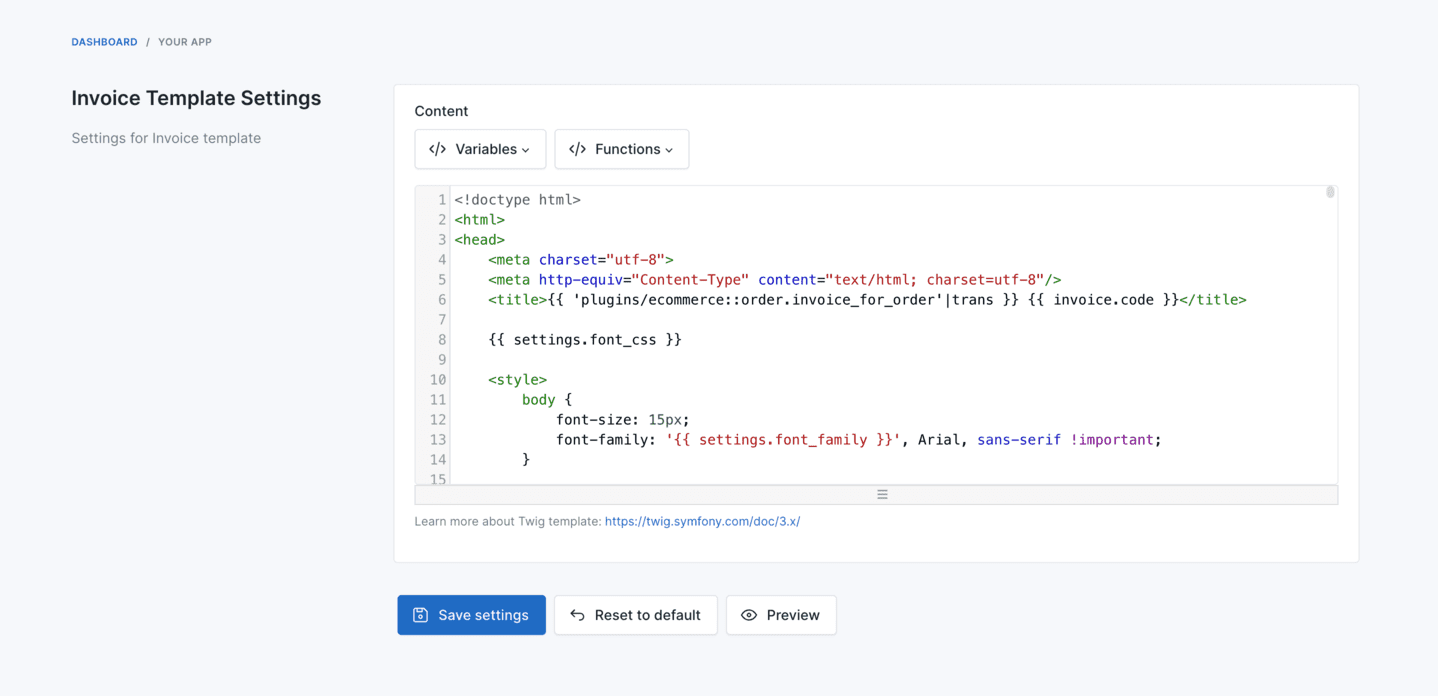 DASHBOARD / YOUR APP
Invoice Template Settings
Settings for Invoice template
Content
</> Variables
</> Functions
1 <!doctype html>
2 <html>
3 <head>
4     <meta charset="utf-8">
5     <meta http-equiv="Content-Type" content="text/html; charset=utf-8"/>
6     <title>{{ 'plugins/ecommerce::order.invoice_for_order'|trans }} {{ invoice.code }}</title>
7
8     {{ settings.font_css }}
9
10     <style>
11         body {
12             font-size: 15px;
13             font-family: '{{ settings.font_family }}', Arial, sans-serif !important;
14         }
15
Learn more about Twig template: https://twig.symfony.com/doc/3.x/
Save settings
Reset to default
Preview